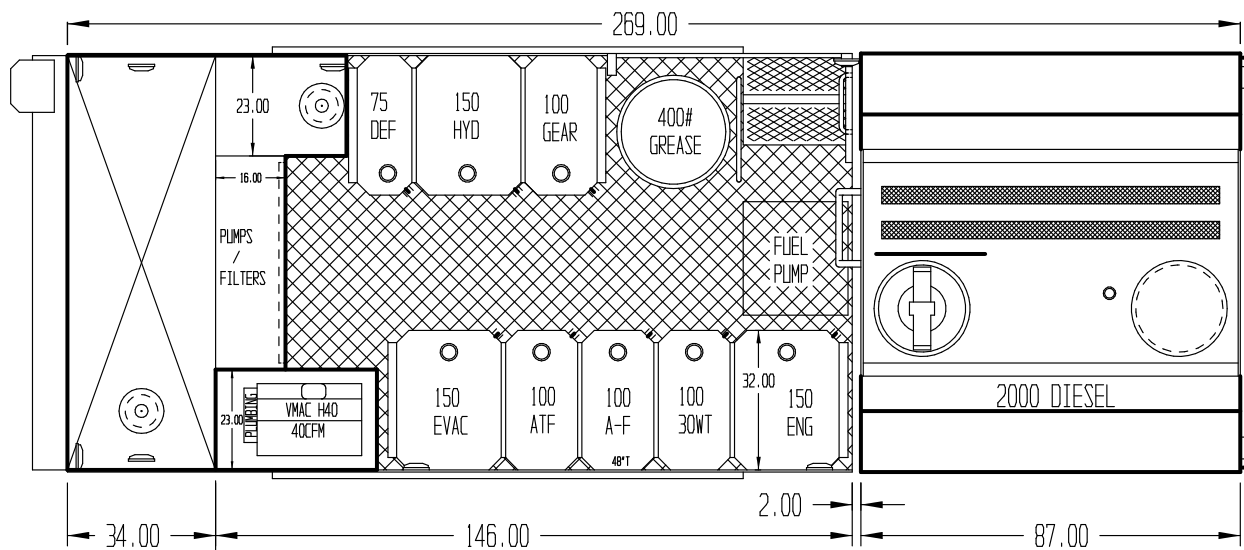 269.00
23.00
75
DEF
150
HYD
100
GEAR
400#
GREASE
16.00
PUMPS
/
FILTERS
FUEL
PUMP
23.00
PLUMBING
VMAC H40
40CFM
150
EVAC
100
ATF
100
A-F
48"T
100
30WT
32.00
150
ENG
2000 DIESEL
2.00
34.00
146.00
87.00